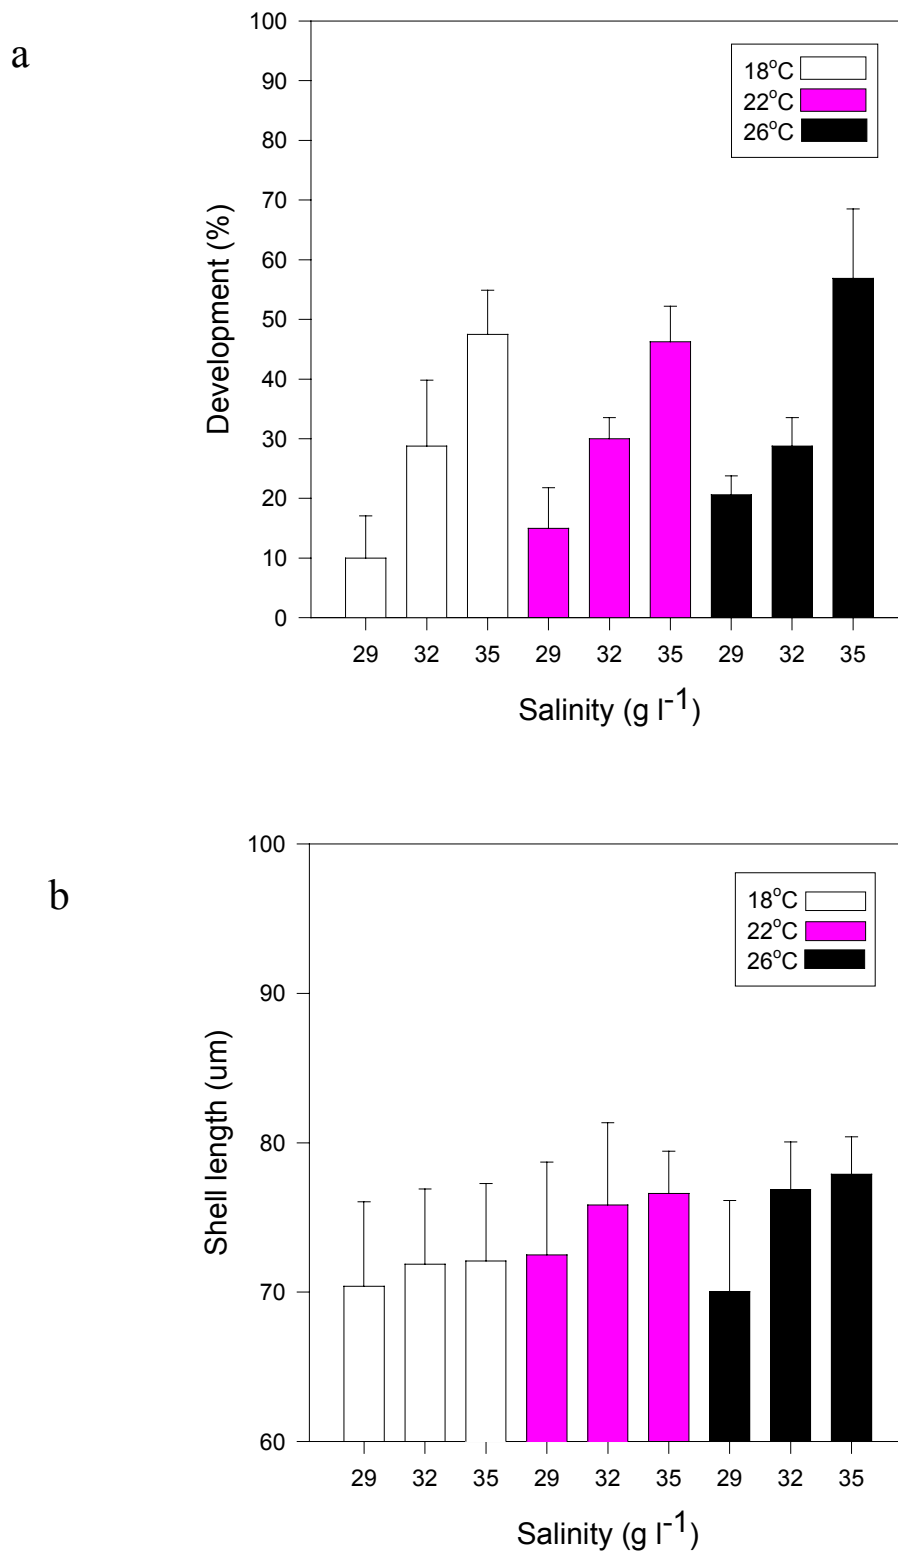 a
100
90
80
70
60
50
40
30
20
10
0
Development (%)
18°C
22°C
26°C
29 32 35 29 32 35 29 32 35
Salinity (g l⁻¹)
b
100
90
80
70
60
Shell length (um)
18°C
22°C
26°C
29 32 35 29 32 35 29 32 35
Salinity (g l⁻¹)